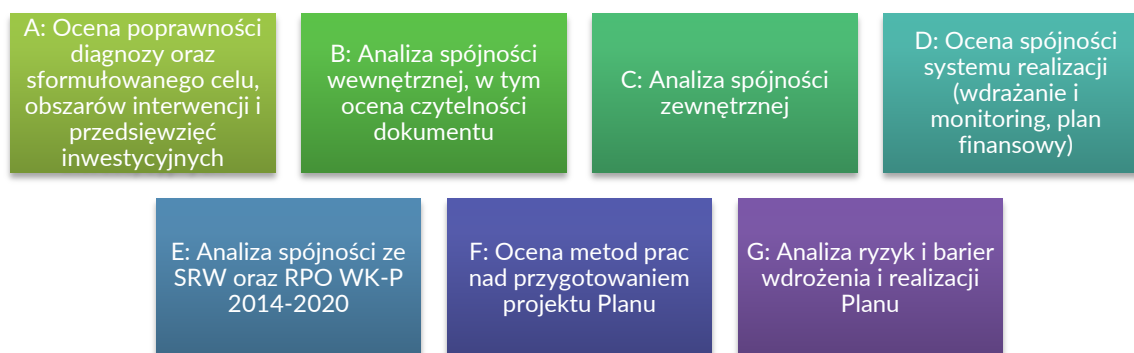 A: Ocena poprawności
diagnozy oraz
sformułowanego celu,
obszarów interwencji i
przedsięwzięć
inwestycyjnych
B: Analiza spójności
wewnętrznej, w tym
ocena czytelności
dokumentu
C: Analiza spójności
zewnętrznej
D: Ocena spójności
systemu realizacji
(wdrażanie i
monitoring, plan
finansowy)
E: Analiza spójności ze
SRW oraz RPO WK-P
2014-2020
F: Ocena metod prac
nad przygotowaniem
projektu Planu
G: Analiza ryzyk i barier
wdrożenia i realizacji
Planu